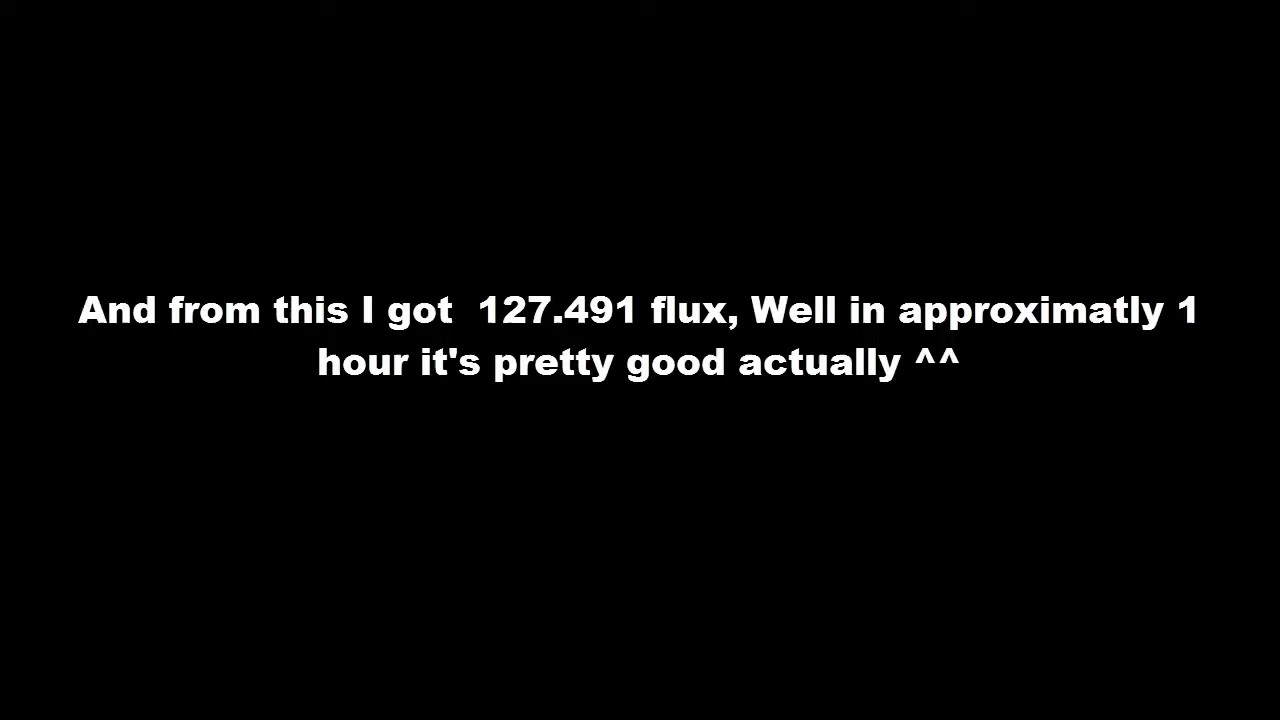 And from this I got  127.491 flux, Well in approximatly 1
hour it's pretty good actually ^^